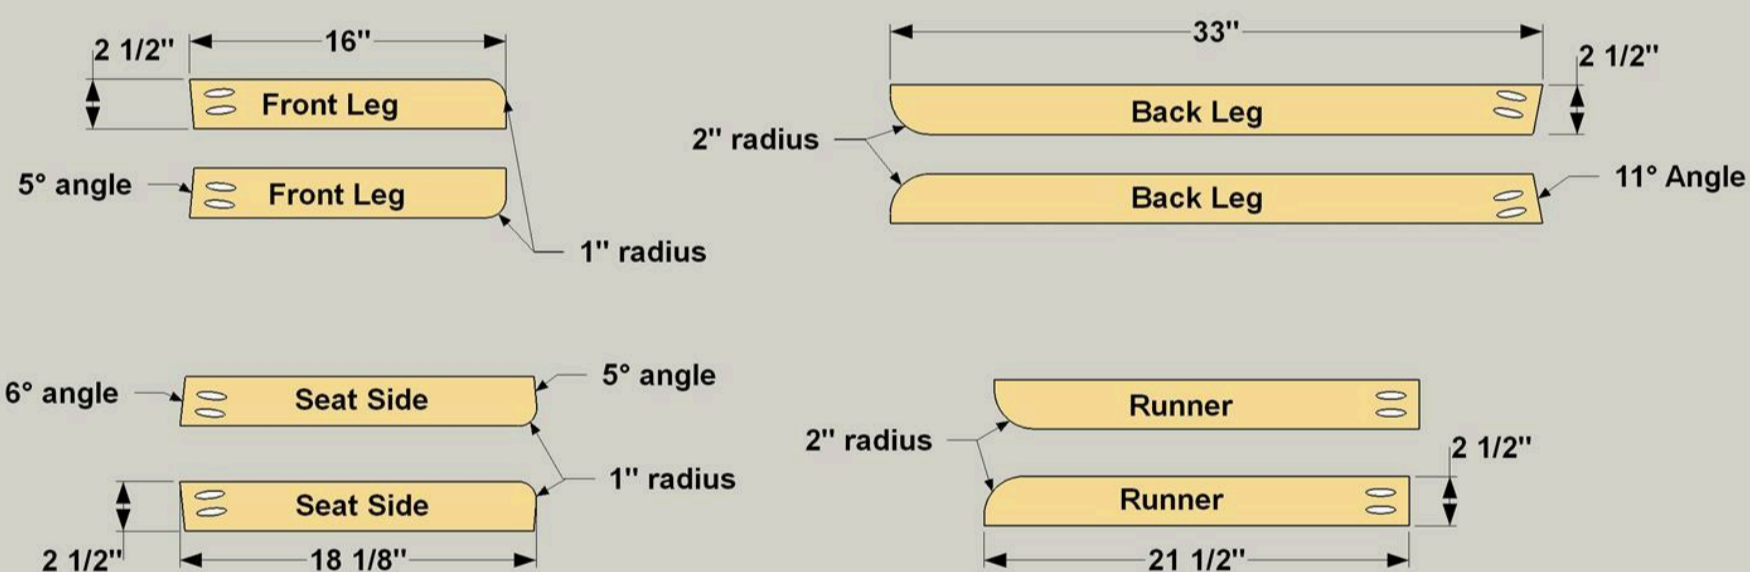 16"
2 1/2"
Front Leg
5° angle
Front Leg
1" radius
33"
2 1/2"
Back Leg
2" radius
Back Leg
11° Angle
6° angle
Seat Side
5° angle
1" radius
Seat Side
2 1/2"
18 1/8"
Runner
2" radius
2 1/2"
Runner
21 1/2"